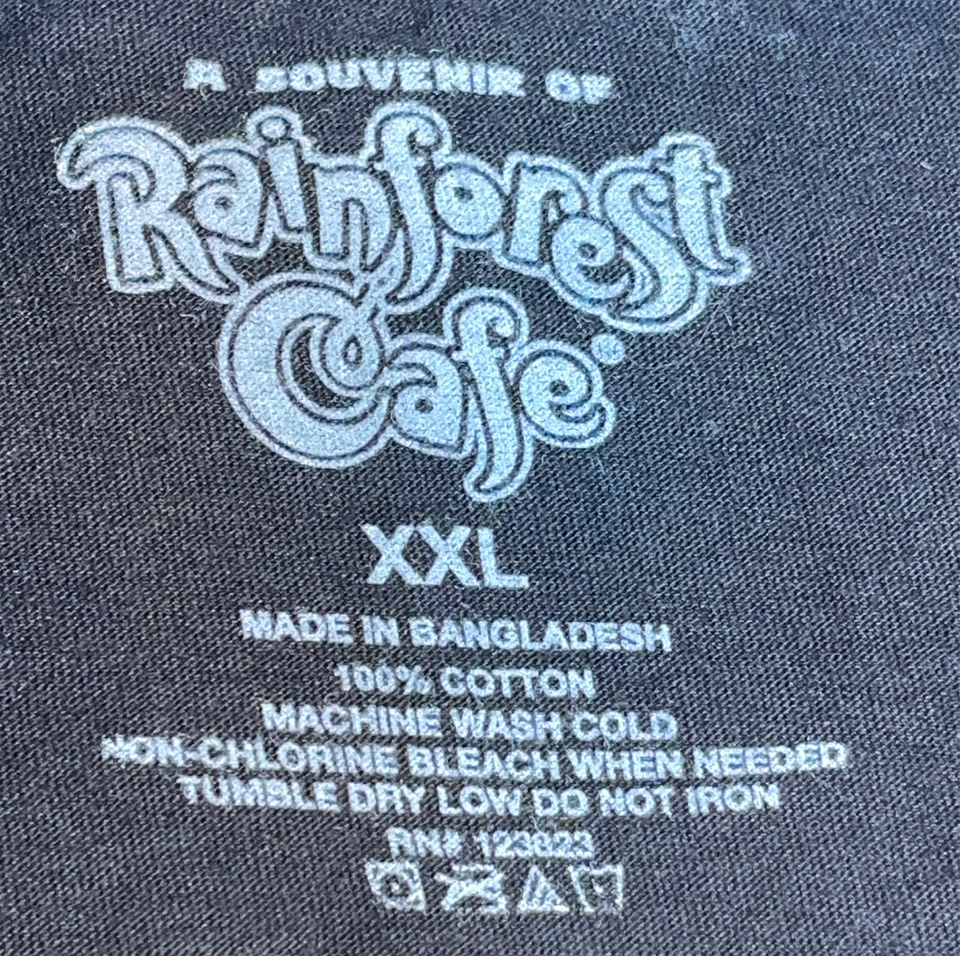 A SOUVENIR OF
Rainforest
Cafe
XXL
MADE IN BANGLADESH
100% COTTON
MACHINE WASH COLD
NON-CHLORINE BLEACH WHEN NEEDED
TUMBLE DRY LOW DO NOT IRON
RN#